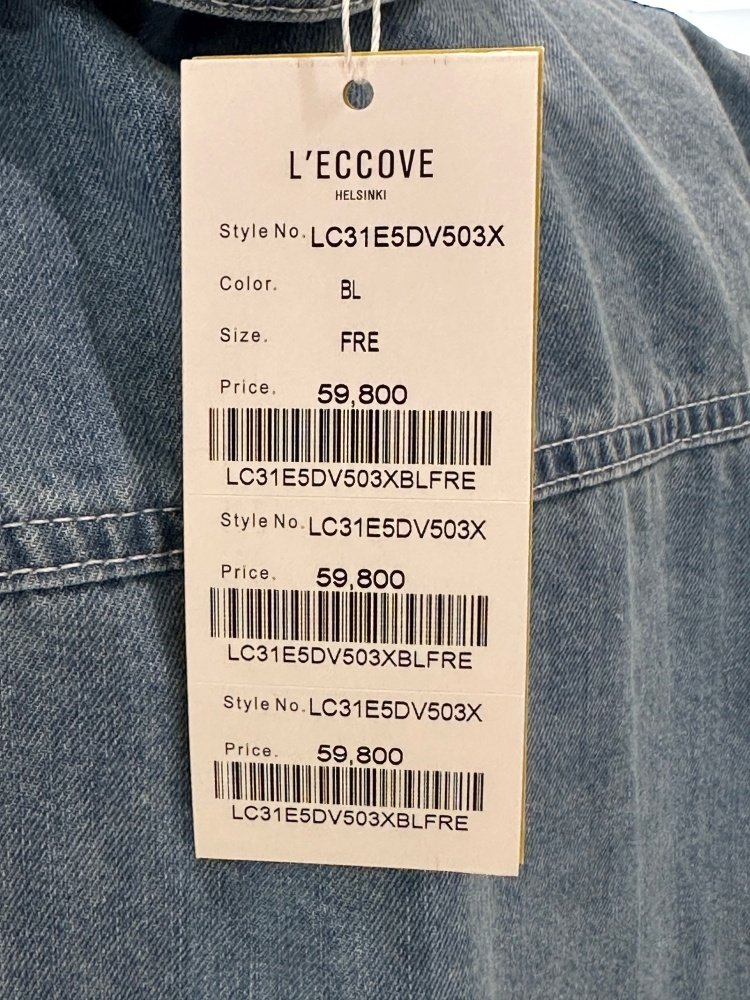 L'ECCOVE
HELSINKI
Style No. LC31E5DV503X
Color. BL
Size. FRE
Price. 59,800
LC31E5DV503XBLFRE
Style No. LC31E5DV503X
Price. 59,800
LC31E5DV503XBLFRE
Style No. LC31E5DV503X
Price. 59,800
LC31E5DV503XBLFRE